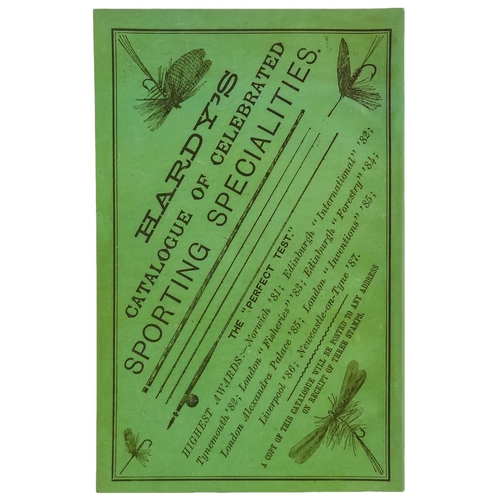 HARDY'S
CATALOGUE OF CELEBRATED
SPORTING SPECIALITIES.
THE "PERFECT TEST."
HIGHEST AWARDS:—Norwich '81; Edinburgh "International" '82;
Tynemouth '82; London "Fisheries" '83; Edinburgh "Forestry" '84;
London Alexandra Palace '85; London "Inventions" '85;
Liverpool '86; Newcastle-on-Tyne '87.
A COPY OF THIS CATALOGUE WILL BE POSTED TO ANY ADDRESS
ON RECEIPT OF THREE STAMPS.